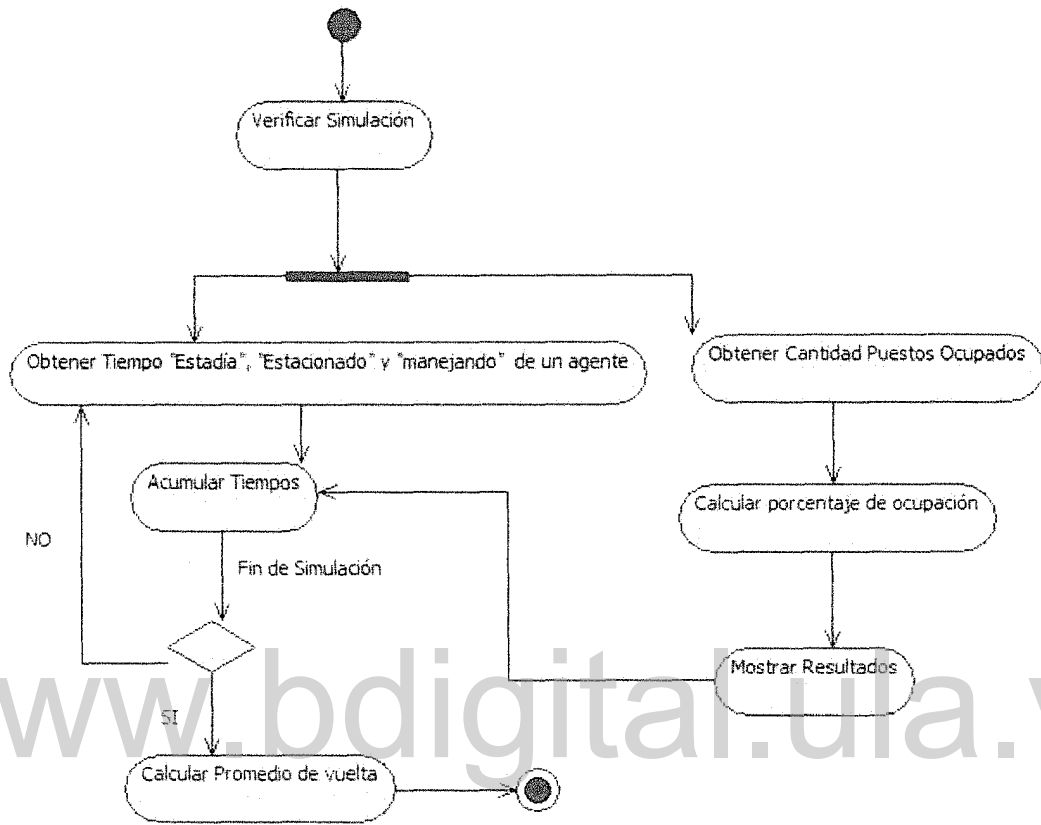 Verificar Simulación
Obtener Tiempo "Estadía", "Estacionado" y "manejando" de un agente
Obtener Cantidad Puestos Ocupados
Acumular Tiempos
Calcular porcentaje de ocupación
NO
Fin de Simulación
Mostrar Resultados
SI
Calcular Promedio de vuelta
www.bdigital.ula.v